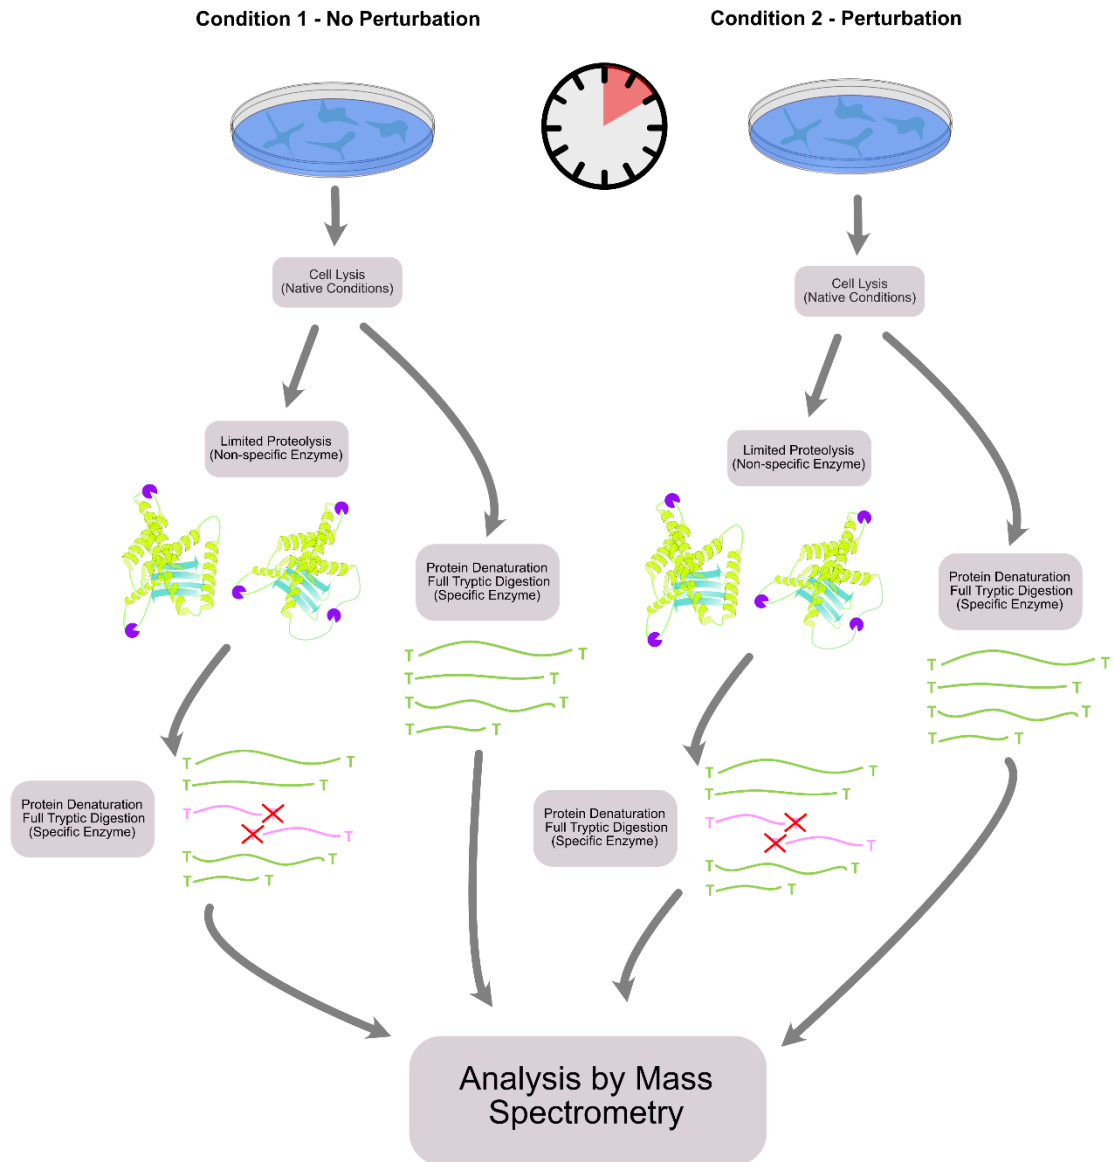 Condition 1 - No Perturbation
Condition 2 - Perturbation
Cell Lysis
(Native Conditions)
Cell Lysis
(Native Conditions)
Limited Proteolysis
(Non-specific Enzyme)
Limited Proteolysis
(Non-specific Enzyme)
Protein Denaturation
Full Tryptic Digestion
(Specific Enzyme)
Protein Denaturation
Full Tryptic Digestion
(Specific Enzyme)
T T
T T
T T
T T
T T
T T
T T
T T
Protein Denaturation
Full Tryptic Digestion
(Specific Enzyme)
T T
T T
T
T
T T
T T
Protein Denaturation
Full Tryptic Digestion
(Specific Enzyme)
T T
T T
T
T
T T
T T
Analysis by Mass
Spectrometry